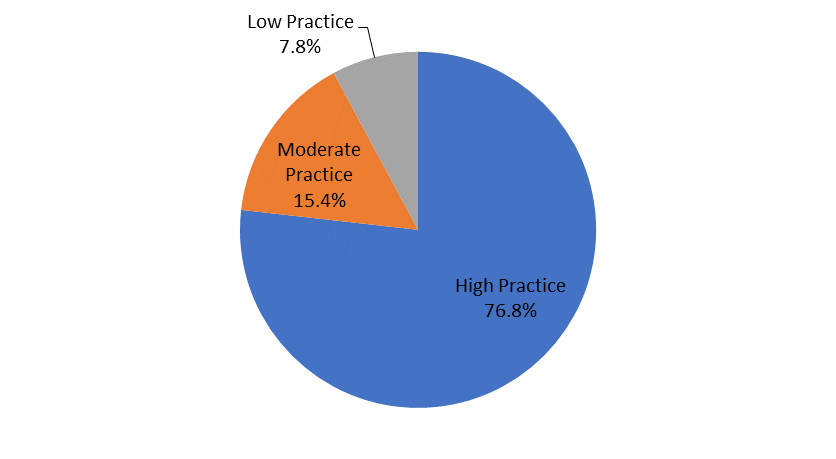 Low Practice
7.8%
Moderate
Practice
15.4%
High Practice
76.8%